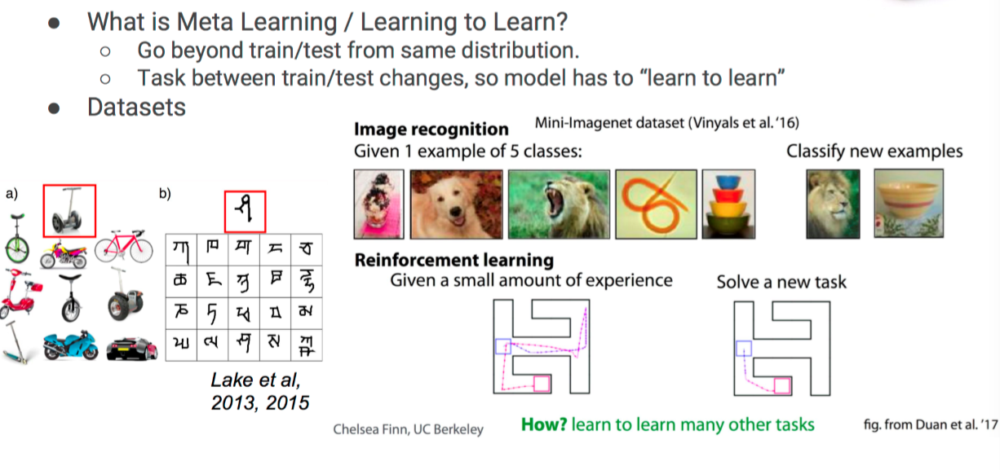 ● What is Meta Learning / Learning to Learn?
○ Go beyond train/test from same distribution.
○ Task between train/test changes, so model has to “learn to learn”
● Datasets
Image recognition Mini-Imagenet dataset (Vinyals et al. ‘16)
Given 1 example of 5 classes:
Classify new examples
a)
b)
Lake et al,
2013, 2015
Reinforcement learning
Given a small amount of experience
Solve a new task
Chelsea Finn, UC Berkeley
How? learn to learn many other tasks
fig. from Duan et al. ‘17